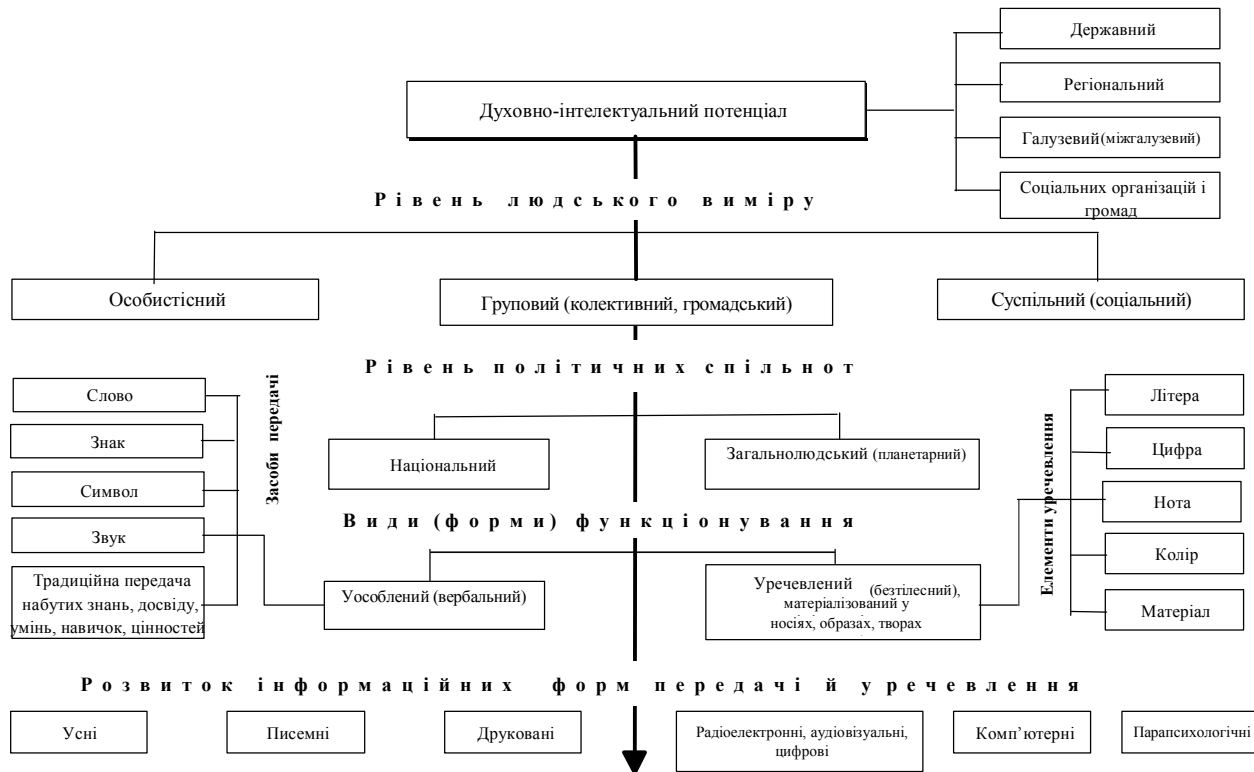 Державний
Регіональний
Духовно-інтелектуальний потенціал
Галузевий (міжгалузевий)
Соціальних організацій і
громад
Рівень людського виміру
Особистісний
Груповий (колективний, громадський)
Суспільний (соціальний)
Рівень політичних спільнот
Засоби передачі
Слово
Знак
Символ
Звук
Традиційна передача
набутих знань, досвіду,
умінь, навичок, цінностей
Національний
Загальнолюдський (планетарний)
Елементи уречевлення
Літера
Цифра
Нота
Колір
Матеріал
Види (форми) функціонування
Уособлений (вербальний)
Уречевлений (безтілесний),
матеріалізований у
носіях, образах, творах
Розвиток інформаційних форм передачі й уречевлення
Усні
Писемні
Друковані
Радіоелектронні, аудіовізуальні,
цифрові
Комп’ютерні
Парапсихологічні